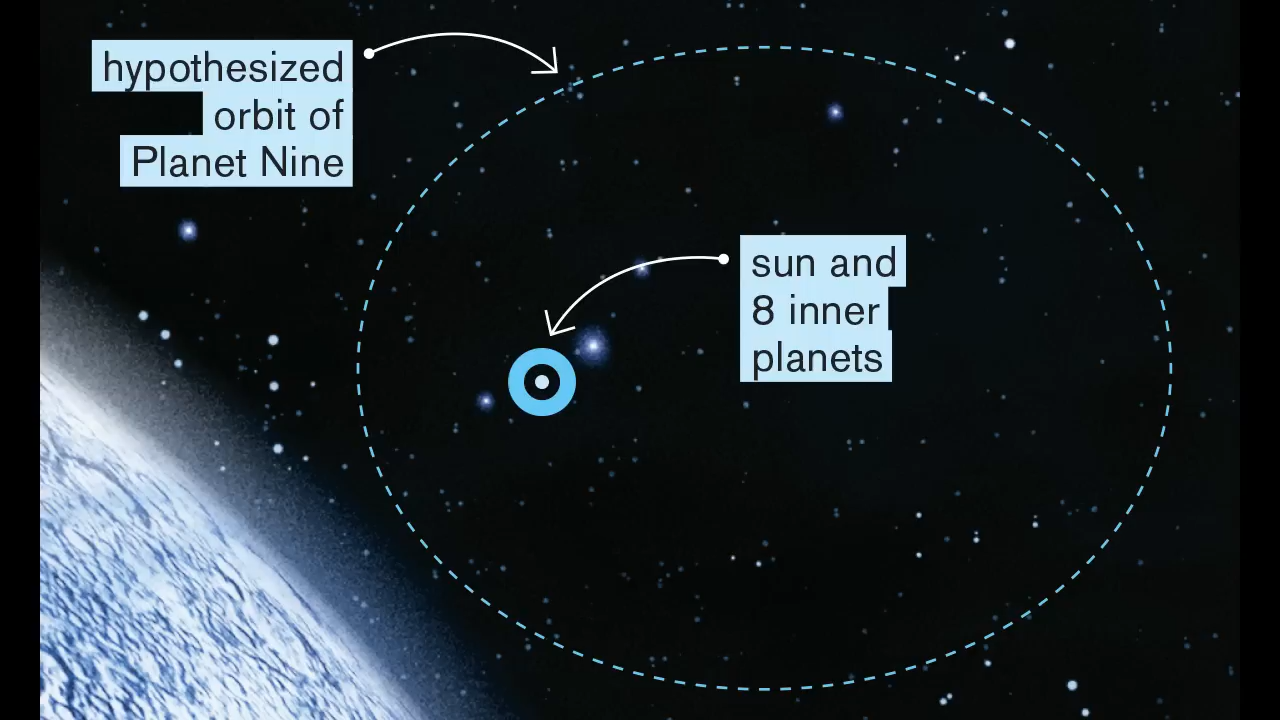 hypothesized
orbit of
Planet Nine
sun and
8 inner
planets